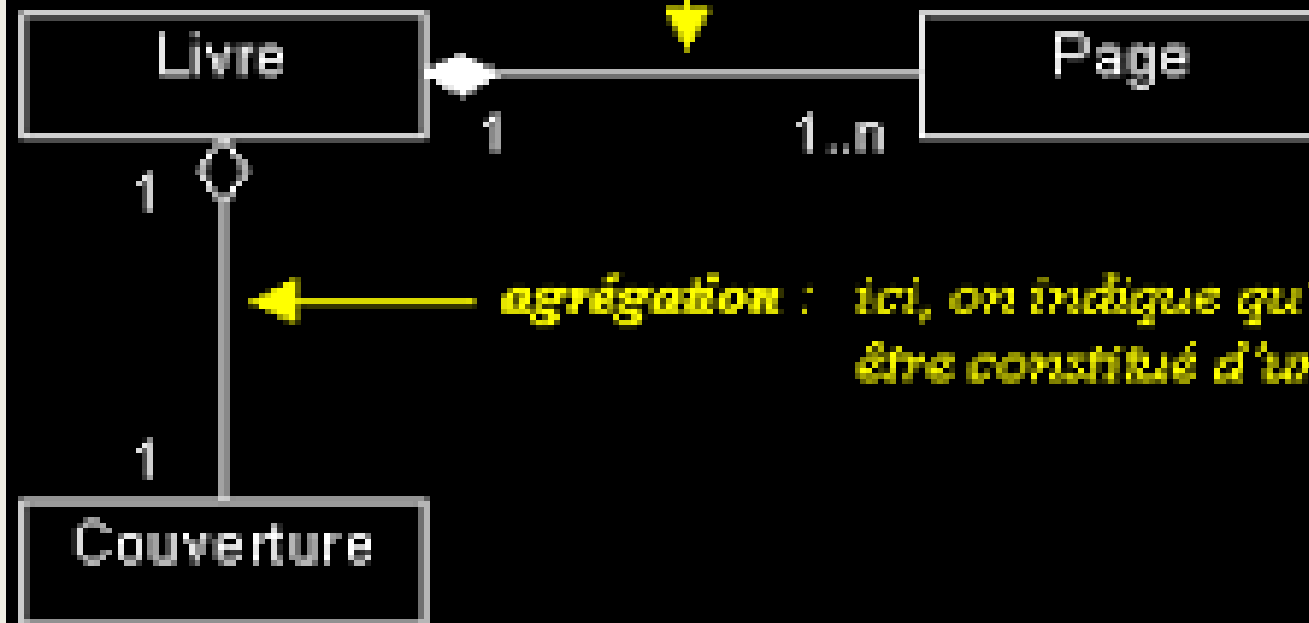 Livre
Page
1
1..n
1
agrégation : ici, on indique qu'
être constitué d'un
1
Couverture